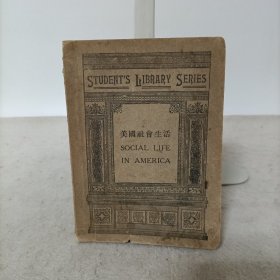 STUDENT'S LIBRARY SERIES
美國社會生活
SOCIAL LIFE
IN AMERICA